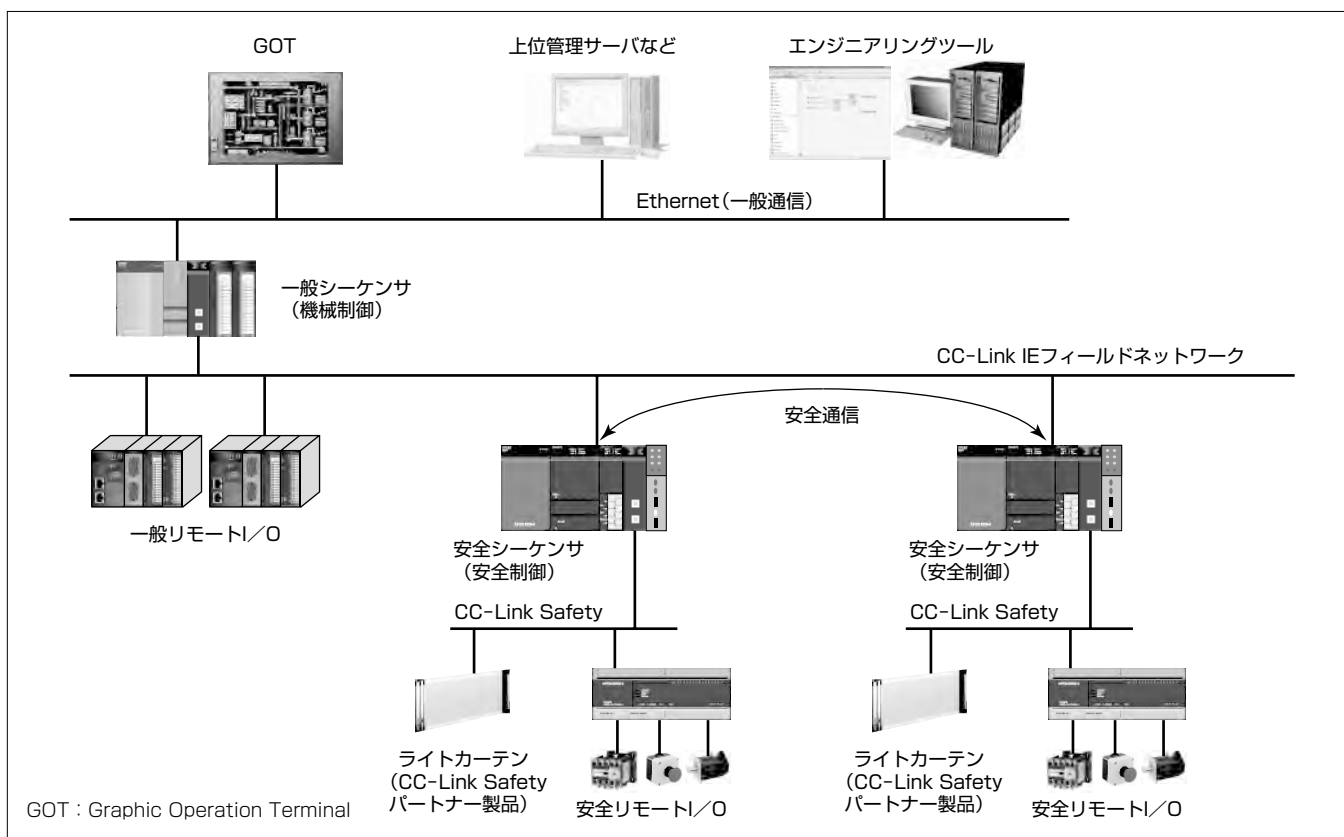 GOT
上位管理サーバなど
エンジニアリングツール
Ethernet(一般通信)
一般シーケンサ
(機械制御)
CC-Link IEフィールドネットワーク
安全通信
一般リモートI/O
安全シーケンサ
(安全制御)
安全シーケンサ
(安全制御)
CC-Link Safety
CC-Link Safety
ライトカーテン
(CC-Link Safety
パートナー製品)
安全リモートI/O
ライトカーテン
(CC-Link Safety
パートナー製品)
安全リモートI/O
GOT:Graphic Operation Terminal